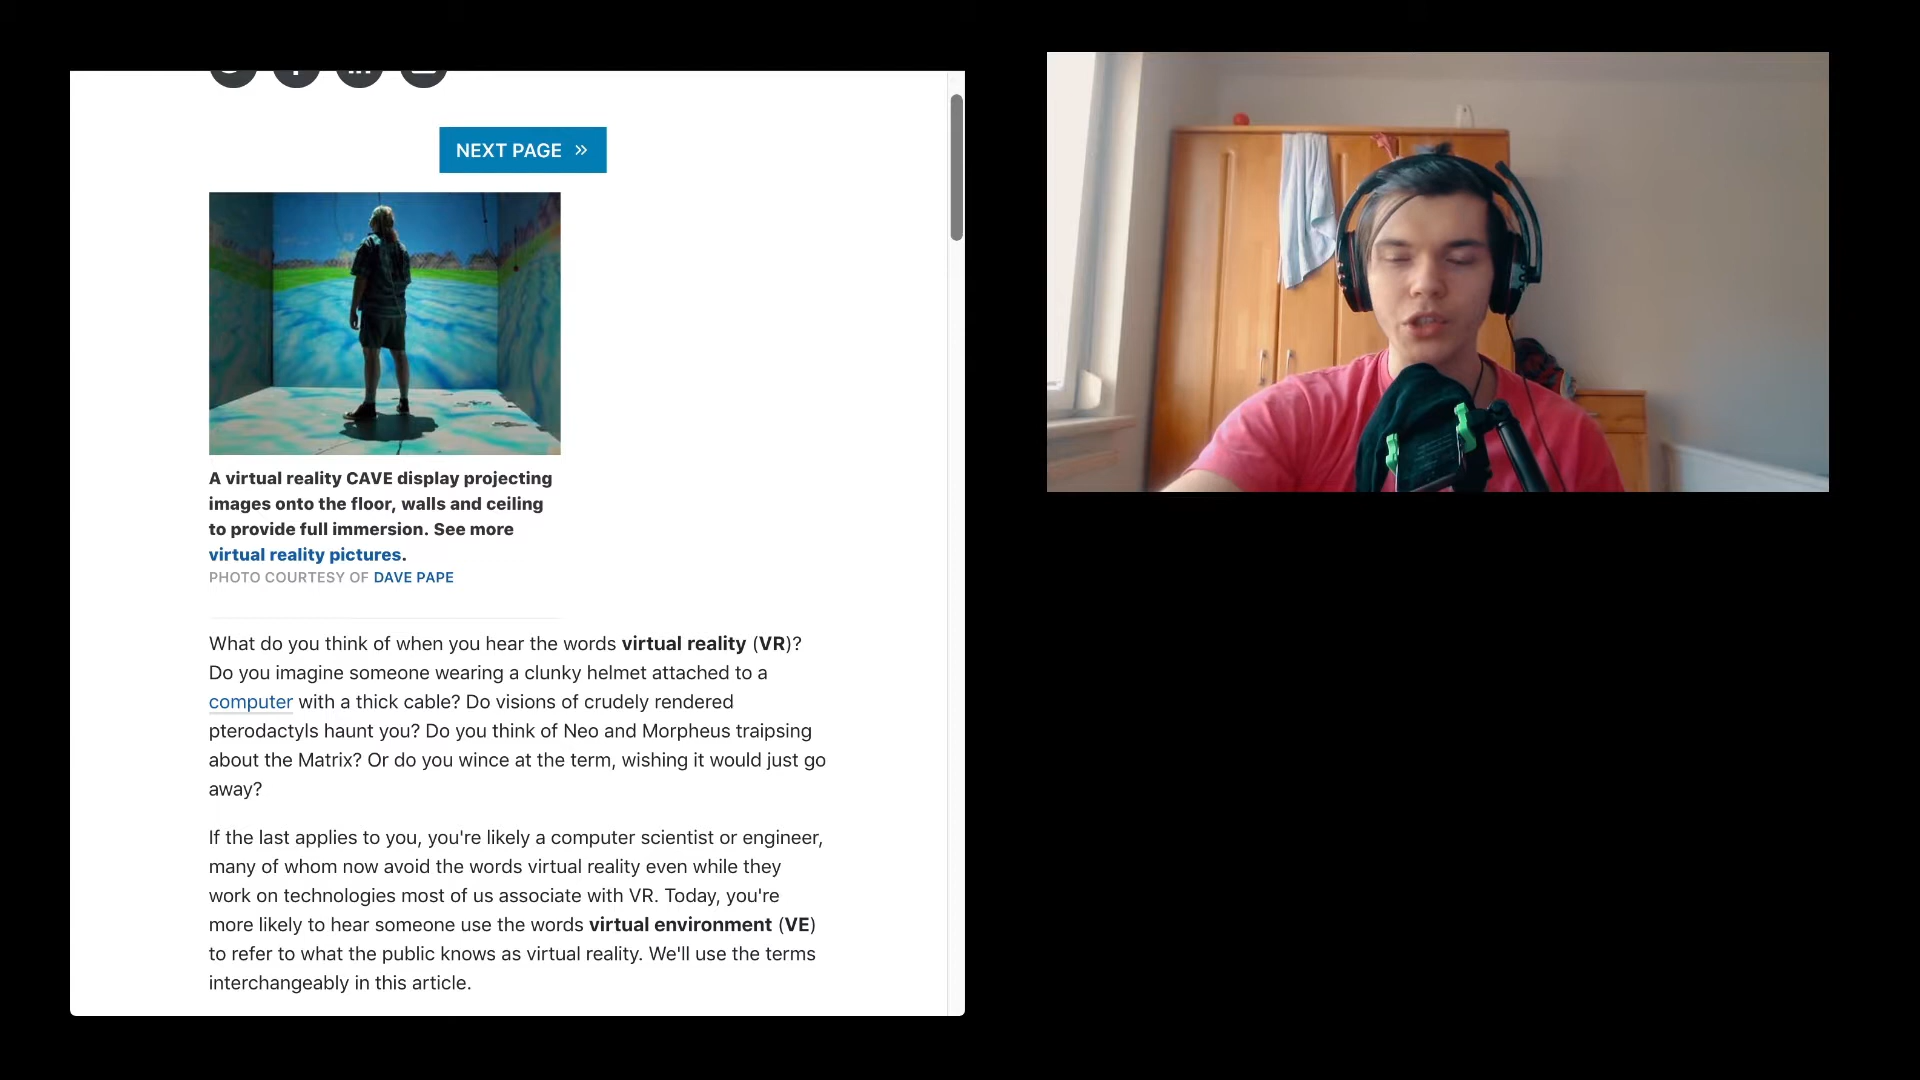 NEXT PAGE »
A virtual reality CAVE display projecting
images onto the floor, walls and ceiling
to provide full immersion. See more
virtual reality pictures.
PHOTO COURTESY OF DAVE PAPE
What do you think of when you hear the words virtual reality (VR)?
Do you imagine someone wearing a clunky helmet attached to a
computer with a thick cable? Do visions of crudely rendered
pterodactyls haunt you? Do you think of Neo and Morpheus traipsing
about the Matrix? Or do you wince at the term, wishing it would just go
away?
If the last applies to you, you're likely a computer scientist or engineer,
many of whom now avoid the words virtual reality even while they
work on technologies most of us associate with VR. Today, you're
more likely to hear someone use the words virtual environment (VE)
to refer to what the public knows as virtual reality. We'll use the terms
interchangeably in this article.